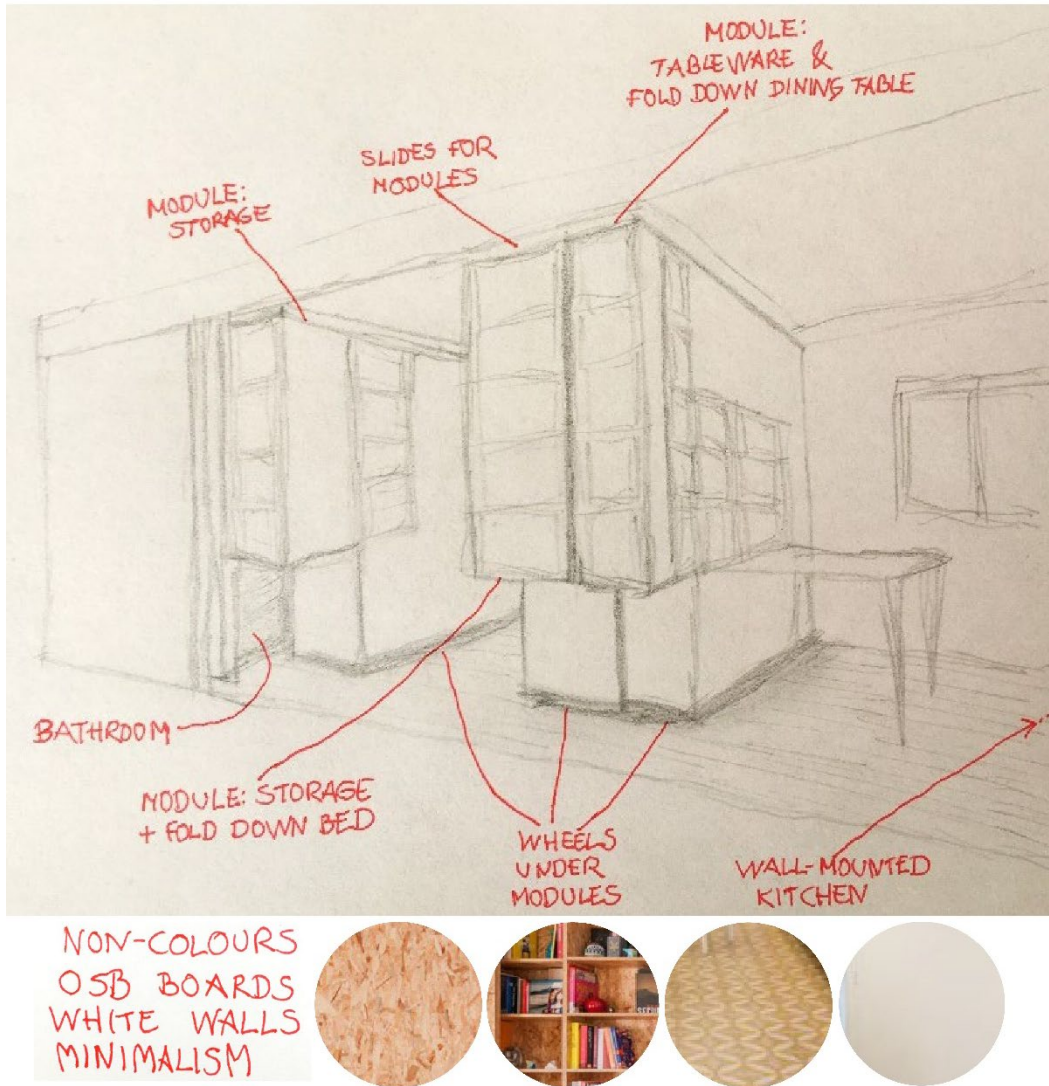 MODULE:
TABLEWARE &
FOLD DOWN DINING TABLE
SLIDES FOR
MODULES
MODULE:
STORAGE
BATHROOM
MODULE: STORAGE
+ FOLD DOWN BED
WHEELS
UNDER
MODULES
WALL-MOUNTED
KITCHEN
NON-COLOURS
OSB BOARDS
WHITE WALLS
MINIMALISM